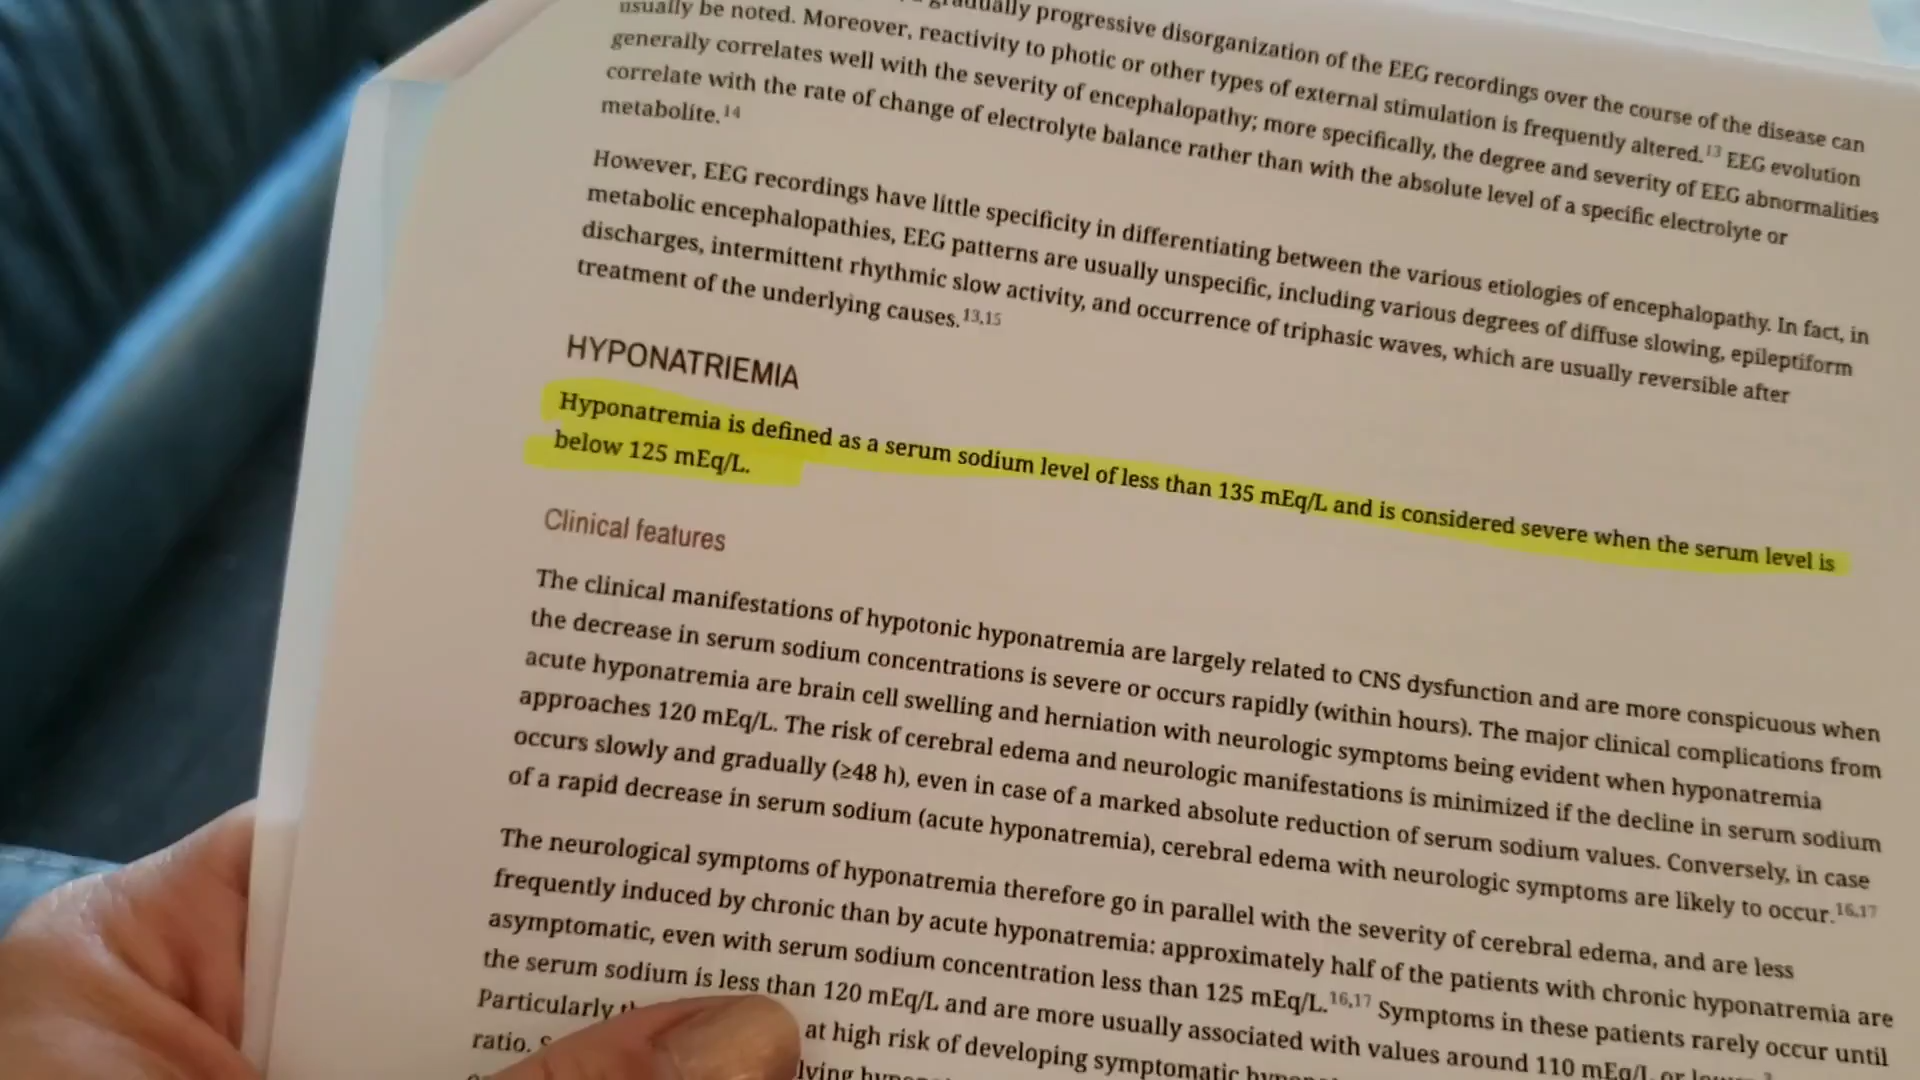 gradually progressive disorganization of the EEG recordings over the course of the disease can
usually be noted. Moreover, reactivity to photic or other types of external stimulation is frequently altered.13 EEG evolution
generally correlates well with the severity of encephalopathy; more specifically, the degree and severity of EEG abnormalities
correlate with the rate of change of electrolyte balance rather than with the absolute level of a specific electrolyte or
metabolite.14
However, EEG recordings have little specificity in differentiating between the various etiologies of encephalopathy. In fact, in
metabolic encephalopathies, EEG patterns are usually unspecific, including various degrees of diffuse slowing, epileptiform
discharges, intermittent rhythmic slow activity, and occurrence of triphasic waves, which are usually reversible after
treatment of the underlying causes.13,15
HYPONATRIEMIA
Hyponatremia is defined as a serum sodium level of less than 135 mEq/L and is considered severe when the serum level is
below 125 mEq/L.
Clinical features
The clinical manifestations of hypotonic hyponatremia are largely related to CNS dysfunction and are more conspicuous when
the decrease in serum sodium concentrations is severe or occurs rapidly (within hours). The major clinical complications from
acute hyponatremia are brain cell swelling and herniation with neurologic symptoms being evident when hyponatremia
approaches 120 mEq/L. The risk of cerebral edema and neurologic manifestations is minimized if the decline in serum sodium
occurs slowly and gradually (≥48 h), even in case of a marked absolute reduction of serum sodium values. Conversely, in case
of a rapid decrease in serum sodium (acute hyponatremia), cerebral edema with neurologic symptoms are likely to occur.16,17
The neurological symptoms of hyponatremia therefore go in parallel with the severity of cerebral edema, and are less
frequently induced by chronic than by acute hyponatremia: approximately half of the patients with chronic hyponatremia are
asymptomatic, even with serum sodium concentration less than 125 mEq/L.16,17 Symptoms in these patients rarely occur until
the serum sodium is less than 120 mEq/L and are more usually associated with values around 110 mEq/L or lower.3
Particularly at high risk of developing symptomatic
ratio.